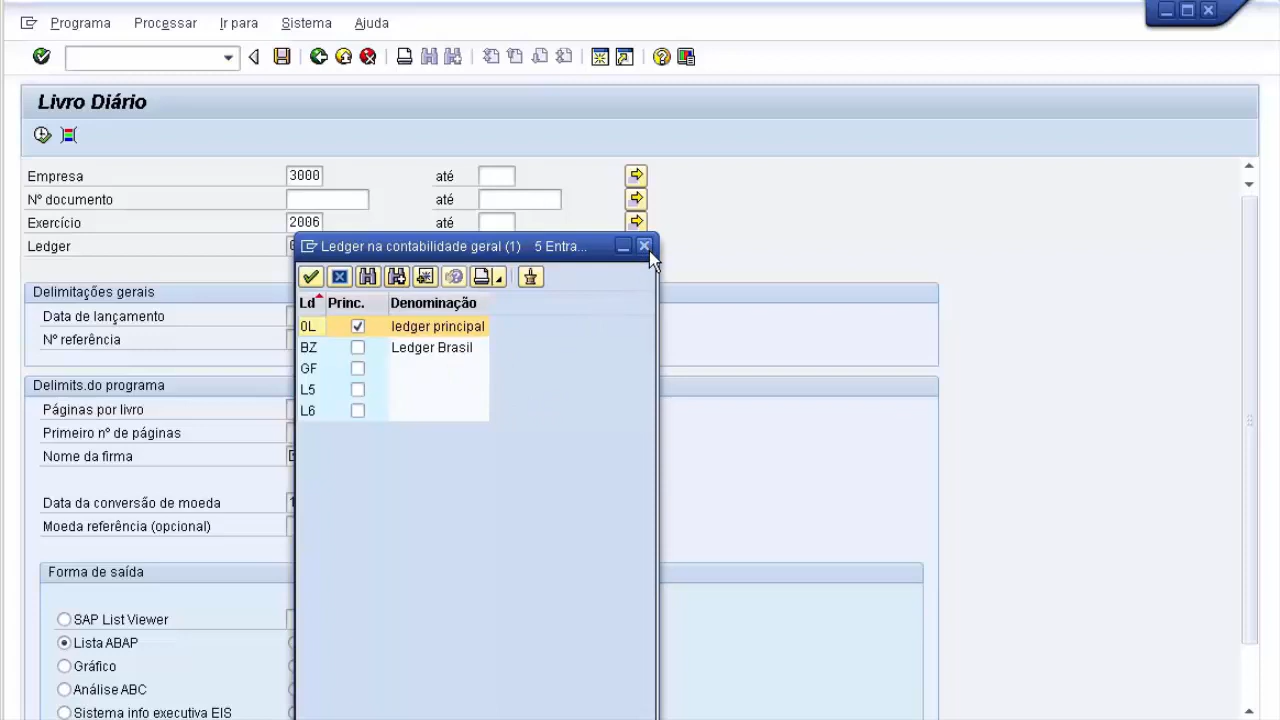 Programa Processar Ir para Sistema Ajuda
Livro Diário
Empresa 3000 até
Nº documento até
Exercício 2006 até
Ledger
Ledger na contabilidade geral (1) 5 Entra...
Ld Princ. Denominação
0L ledger principal
BZ Ledger Brasil
GF
L5
L6
Delimitações gerais
Data de lançamento
Nº referência
Delimits.do programa
Páginas por livro
Primeiro nº de páginas
Nome da firma
Data da conversão de moeda
Moeda referência (opcional)
Forma de saída
SAP List Viewer
Lista ABAP
Gráfico
Análise ABC
Sistema info executiva EIS